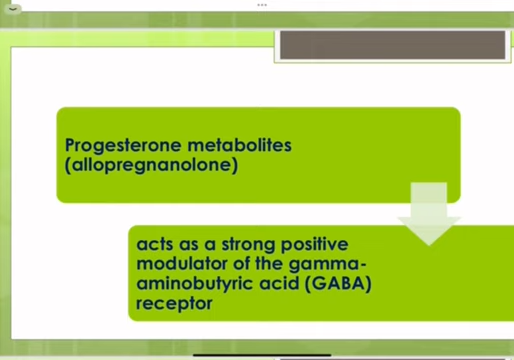 Progesterone metabolites
(allopregnanolone)
acts as a strong positive
modulator of the gamma-
aminobutyric acid (GABA)
receptor